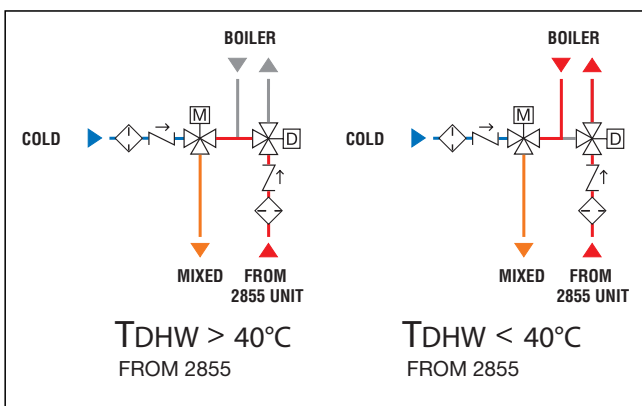 BOILER
M
COLD
D
MIXED
FROM
2855 UNIT
TDHW > 40°C
FROM 2855
BOILER
M
COLD
D
MIXED
FROM
2855 UNIT
TDHW < 40°C
FROM 2855